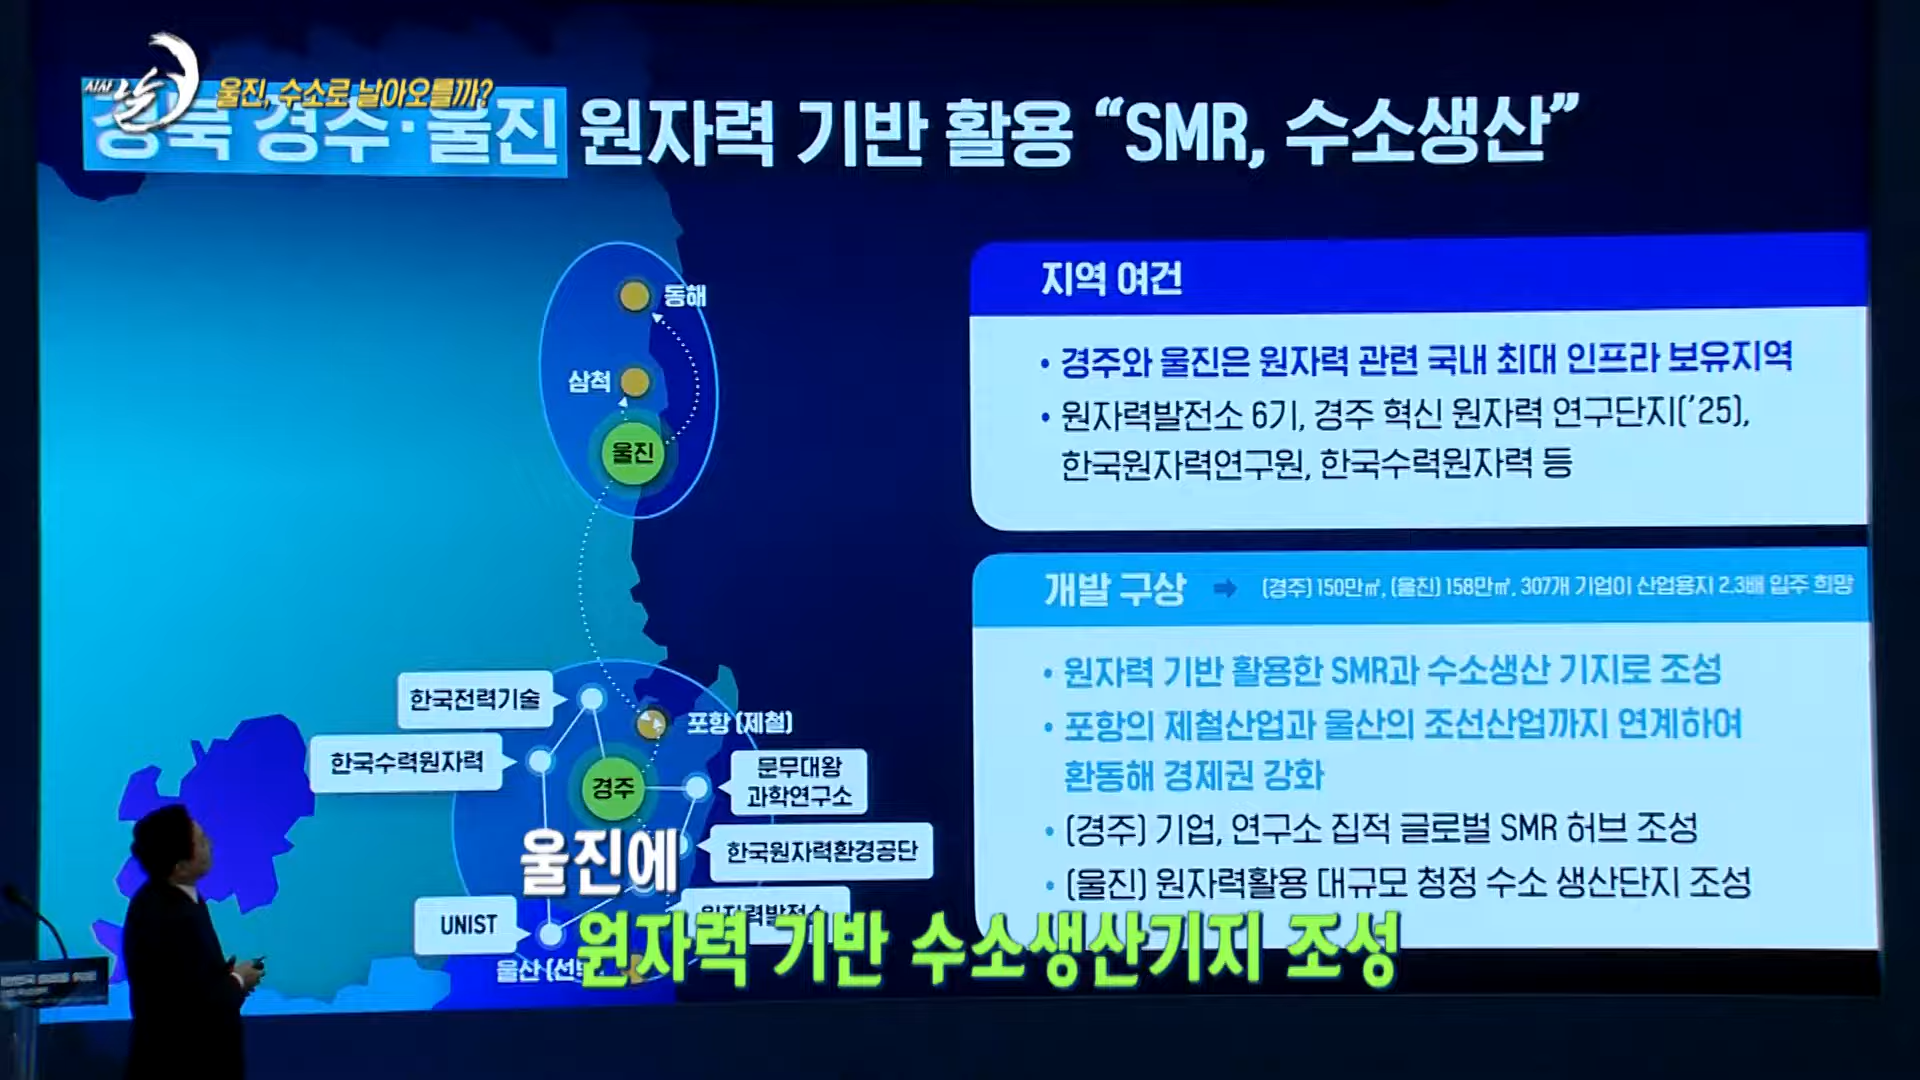 시사 날
울진, 수소로 날아오를까?
경북 경주·울진 원자력 기반 활용 “SMR, 수소생산”
지역 여건
• 경주와 울진은 원자력 관련 국내 최대 인프라 보유지역
• 원자력발전소 6기, 경주 혁신 원자력 연구단지(’25),
한국원자력연구원, 한국수력원자력 등
개발 구상 → (경주) 150만㎡, (울진) 158만㎡, 307개 기업이 산업용지 2.3배 입주 희망
• 원자력 기반 활용한 SMR과 수소생산 기지로 조성
• 포항의 제철산업과 울산의 조선산업까지 연계하여
환동해 경제권 강화
• (경주) 기업, 연구소 집적 글로벌 SMR 허브 조성
• (울진) 원자력활용 대규모 청정 수소 생산단지 조성
동해
삼척
울진
한국전력기술
포항 (제철)
한국수력원자력
경주
문무대왕
과학연구소
한국원자력환경공단
UNIST
원자력발전소
울산
울진에
원자력 기반 수소생산기지 조성